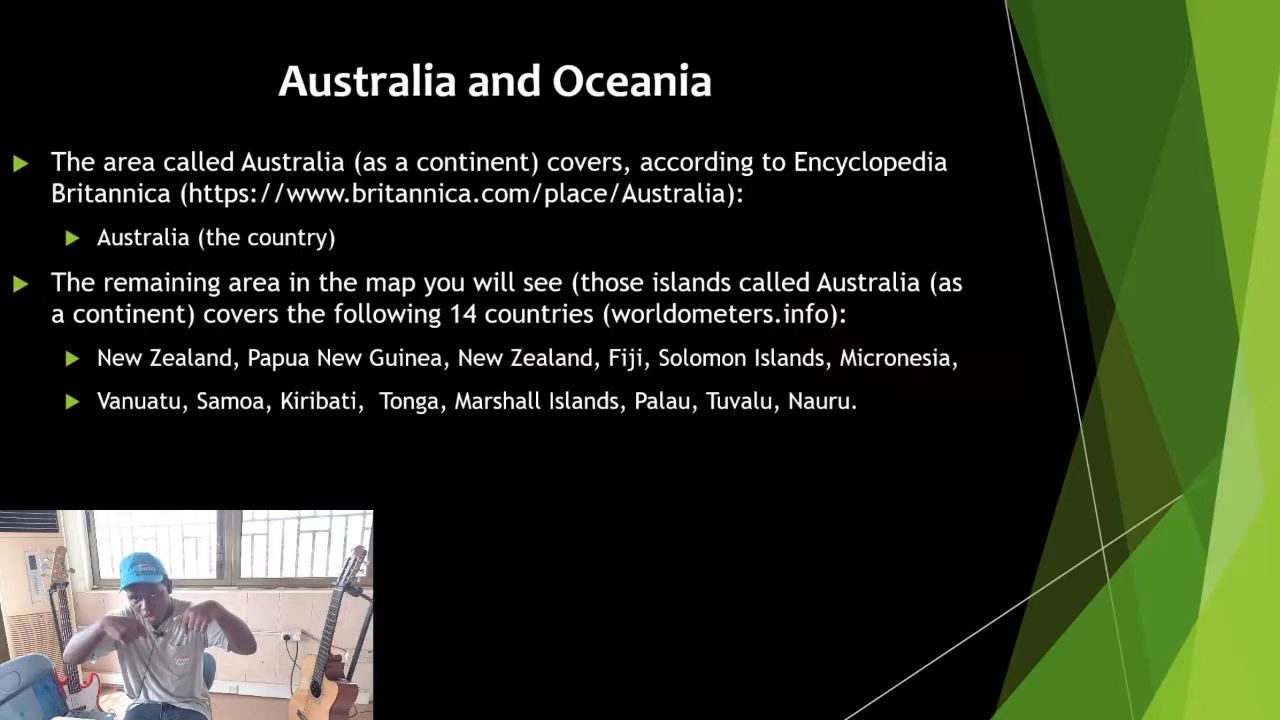 Australia and Oceania
The area called Australia (as a continent) covers, according to Encyclopedia
Britannica (https://www.britannica.com/place/Australia):
Australia (the country)
The remaining area in the map you will see (those islands called Australia (as
a continent) covers the following 14 countries (worldometers.info):
New Zealand, Papua New Guinea, New Zealand, Fiji, Solomon Islands, Micronesia,
Vanuatu, Samoa, Kiribati,  Tonga, Marshall Islands, Palau, Tuvalu, Nauru.